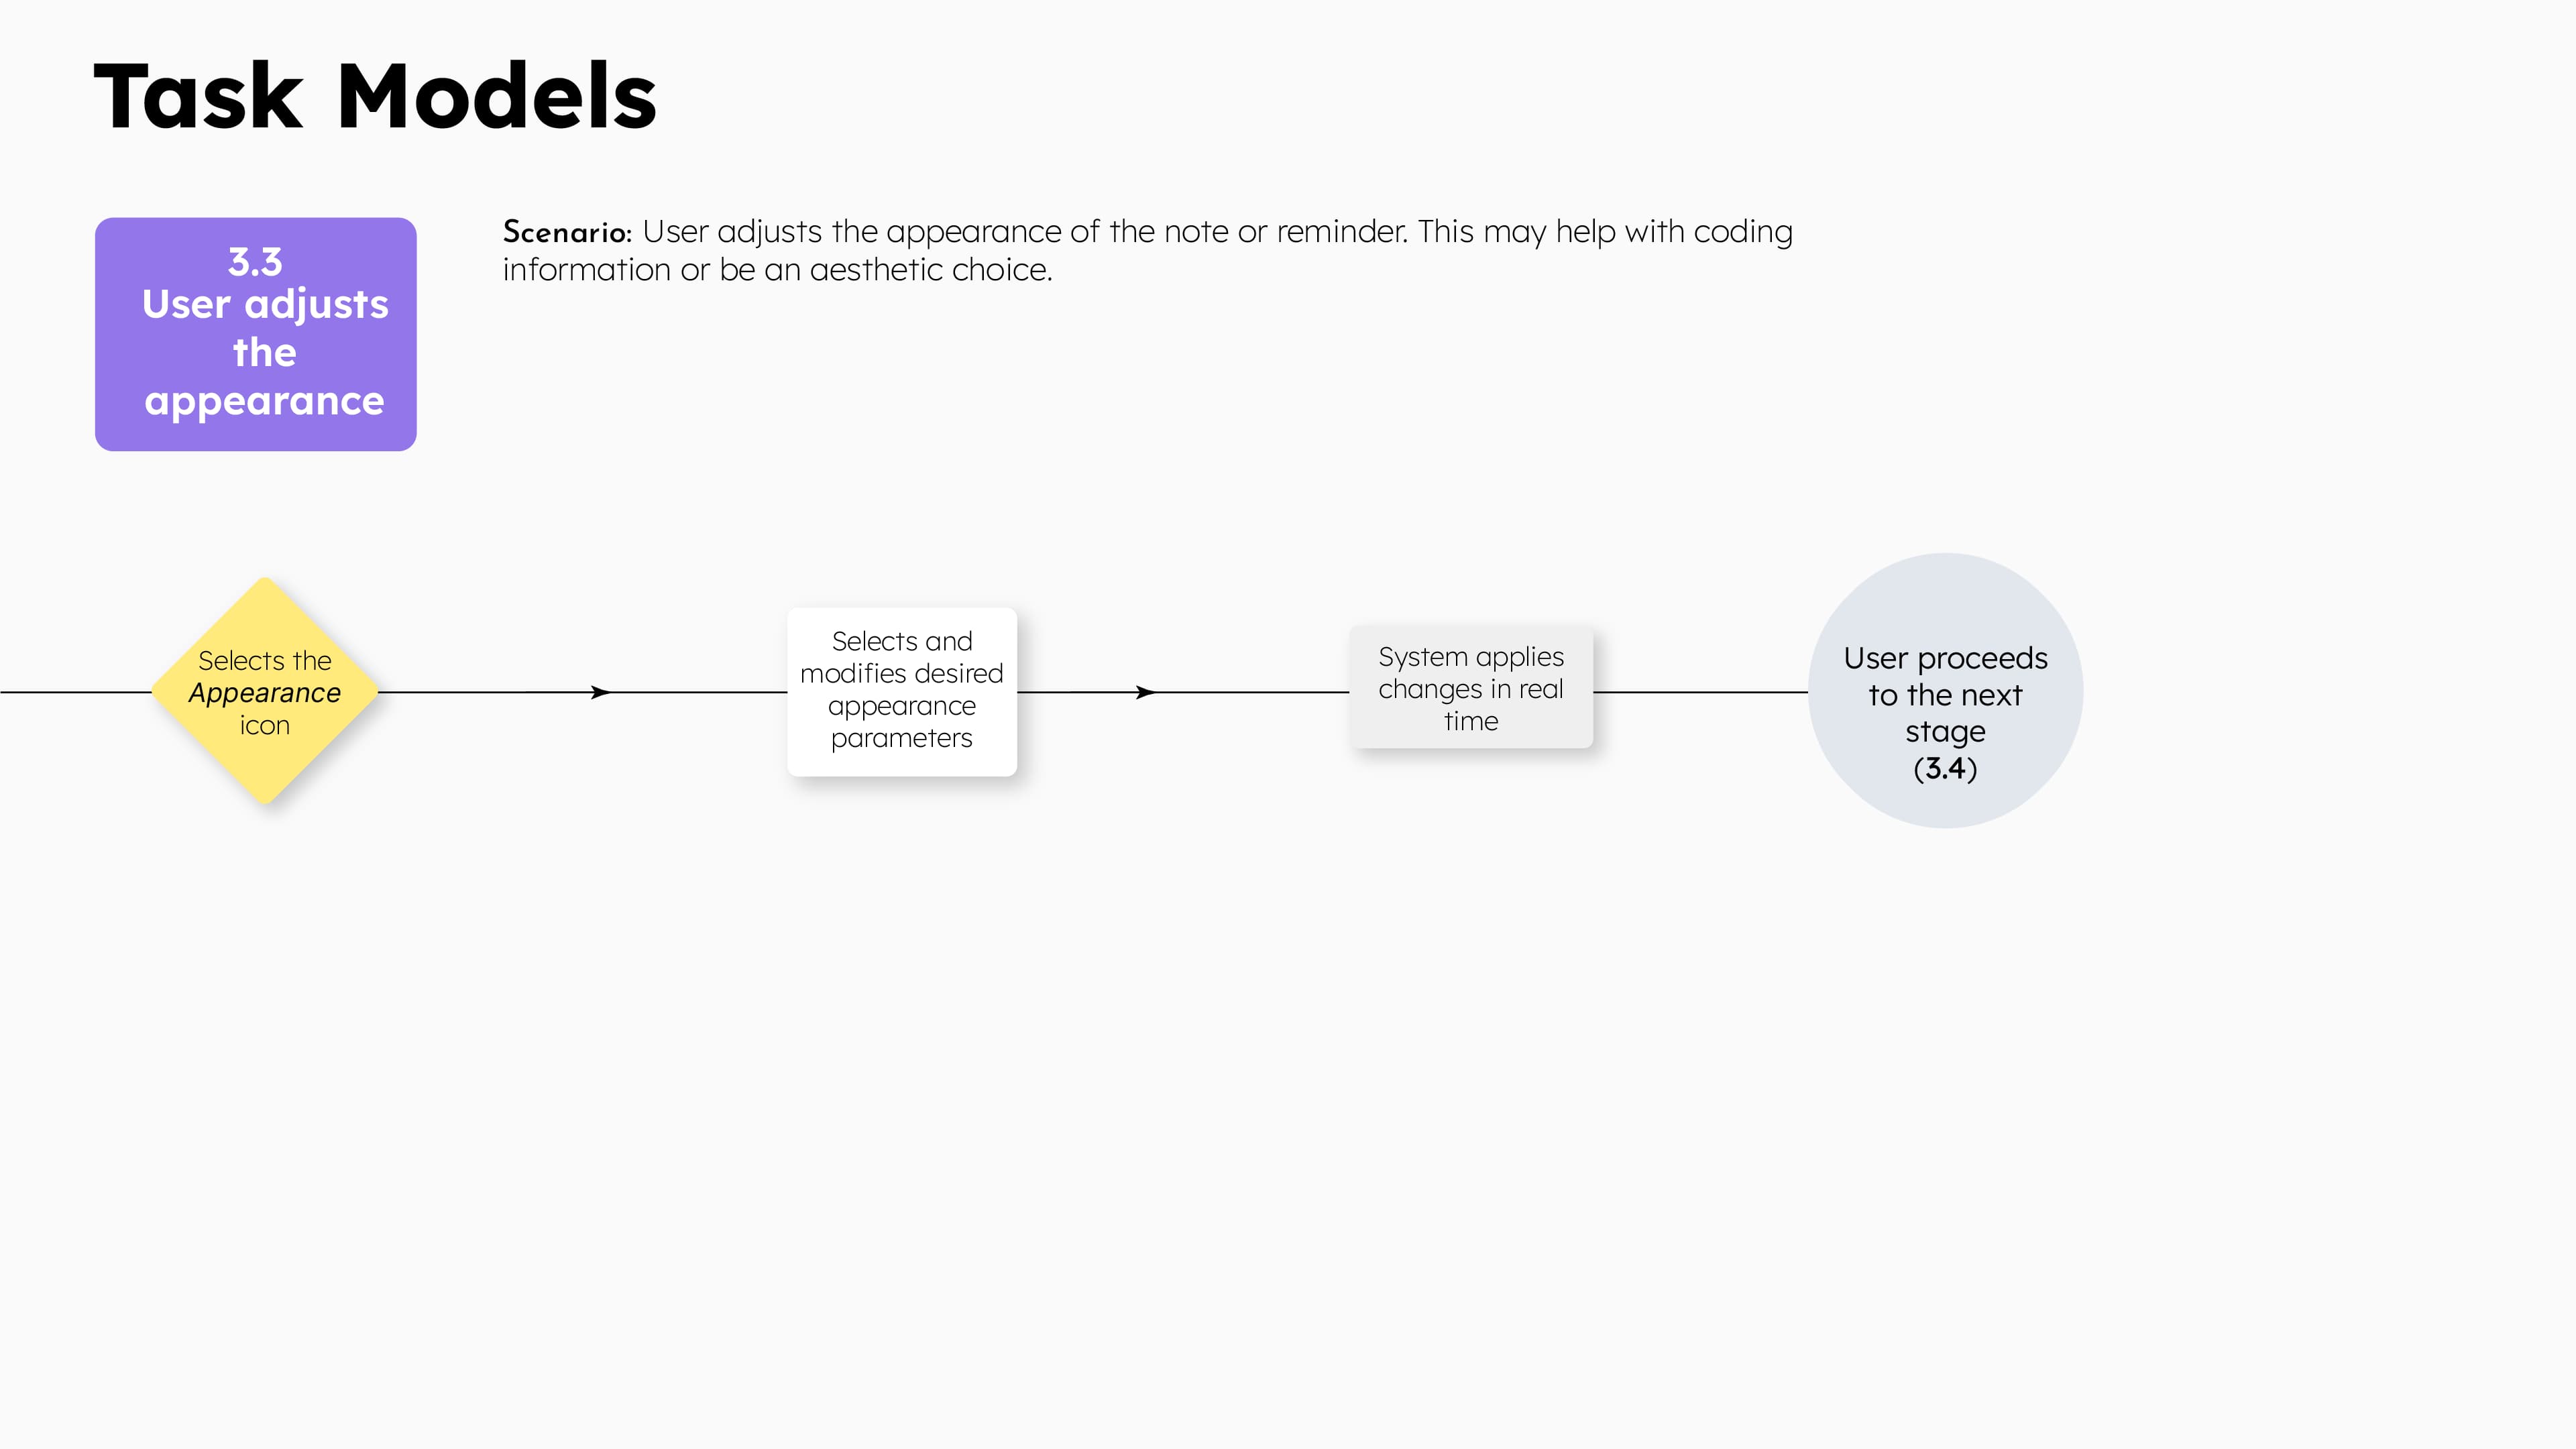 Task Models
3.3
User adjusts
the
appearance
Scenario: User adjusts the appearance of the note or reminder. This may help with coding
information or be an aesthetic choice.
Selects the
Appearance
icon
Selects and
modifies desired
appearance
parameters
System applies
changes in real
time
User proceeds
to the next
stage
(3.4)